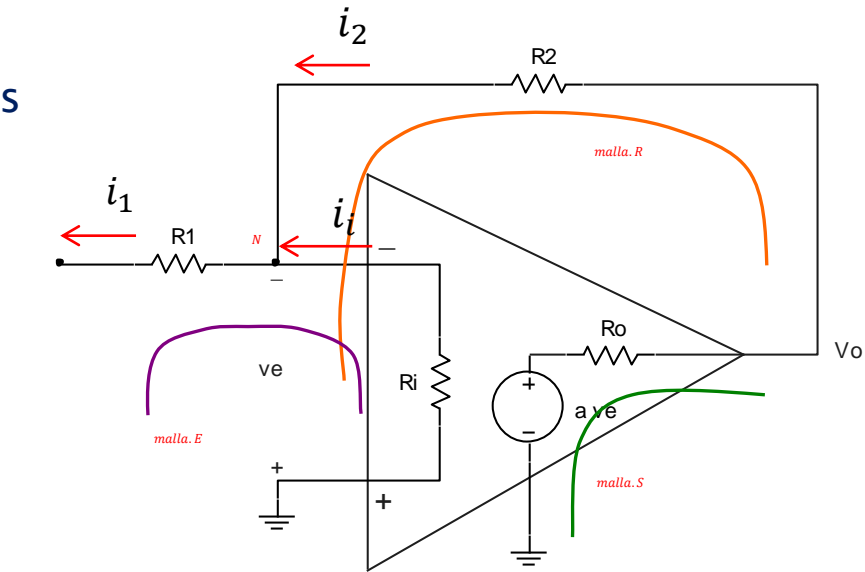 i₂
R2
s
malla.R
i₁
R1
N
iᵢ
−
−
Ro
Vo
ve
Ri
+
a ve
−
malla.E
+
+
malla.S